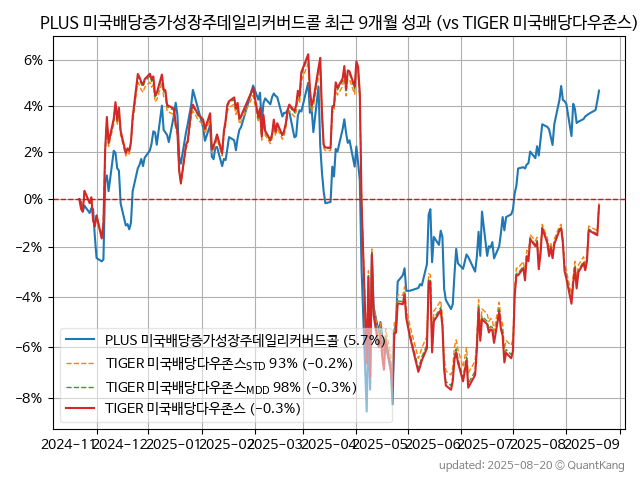 PLUS 미국배당증가성장주데일리커버드콜 최근 9개월 성과 (vs TIGER 미국배당다우존스)
6%
4%
2%
0%
−2%
−4%
−6%
−8%
PLUS 미국배당증가성장주데일리커버드콜 (5.7%)
TIGER 미국배당다우존스STD 93% (−0.2%)
TIGER 미국배당다우존스MDD 98% (−0.3%)
TIGER 미국배당다우존스 (−0.3%)
2024-11 2024-12 2025-01 2025-02 2025-03 2025-04 2025-05 2025-06 2025-07 2025-08 2025-09
updated: 2025-08-20 © QuantKang